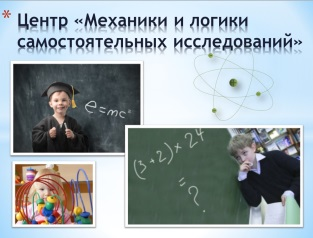 * Центр «Механики и логики
самостоятельных исследований»
e=mc²
(3+2)×24
=
?